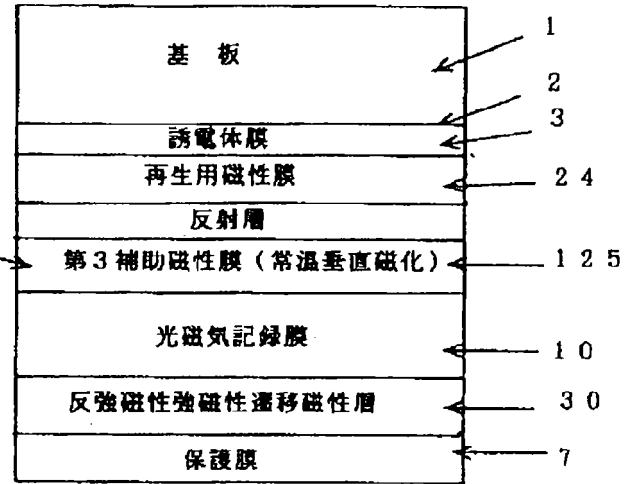 基 板
1
2
3
誘電体膜
再生用磁性膜
24
反射層
第3補助磁性膜(常温垂直磁化)
125
光磁気記録膜
10
反強磁性強磁性遷移磁性層
30
保護膜
7